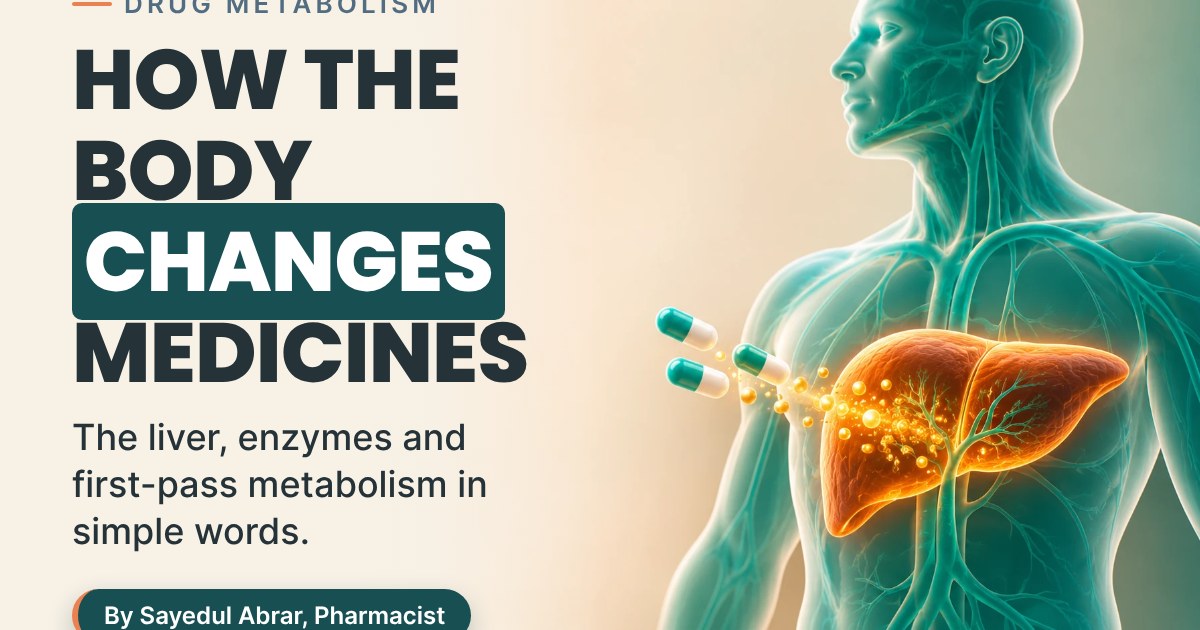 DRUG METABOLISM
HOW THE
BODY
CHANGES
MEDICINES
The liver, enzymes and
first-pass metabolism in
simple words.
By Sayedul Abrar, Pharmacist